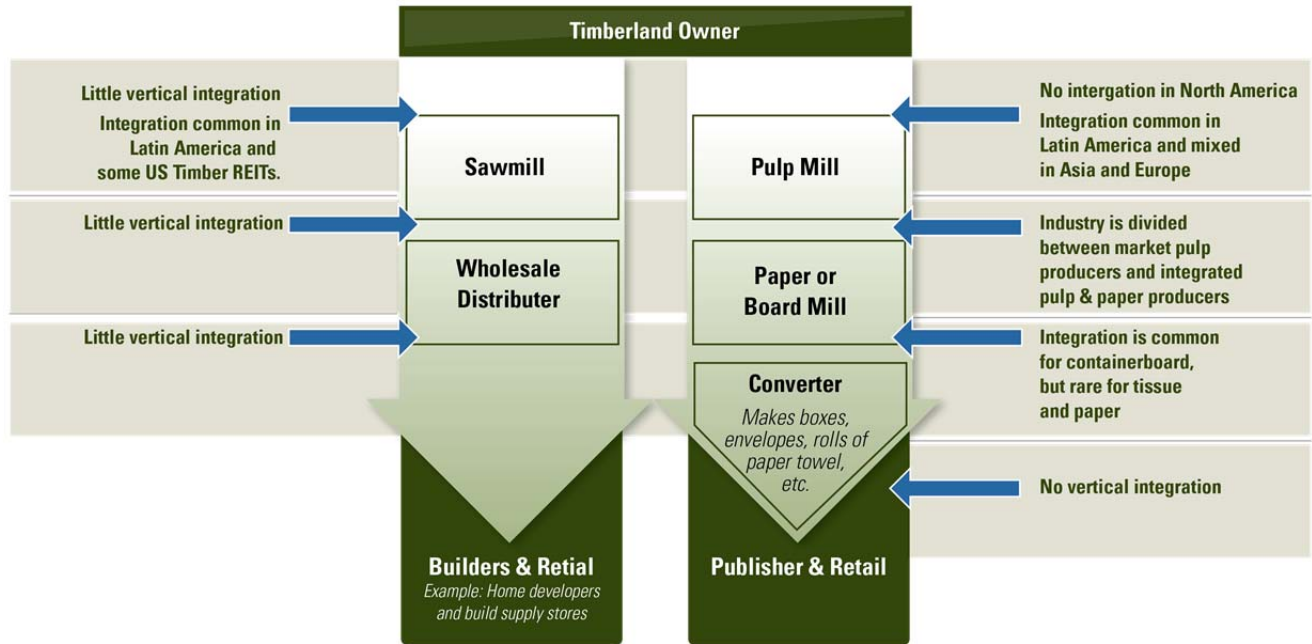 Timberland Owner
Little vertical integration
Integration common in
Latin America and
some US Timber REITs.
Sawmill
Pulp Mill
No intergation in North America
Integration common in
Latin America and mixed
in Asia and Europe
Little vertical integration
Wholesale
Distributer
Paper or
Board Mill
Industry is divided
between market pulp
producers and integrated
pulp & paper producers
Little vertical integration
Converter
Makes boxes,
envelopes, rolls of
paper towel,
etc.
Integration is common
for containerboard,
but rare for tissue
and paper
No vertical integration
Builders & Retial
Example: Home developers
and build supply stores
Publisher & Retail